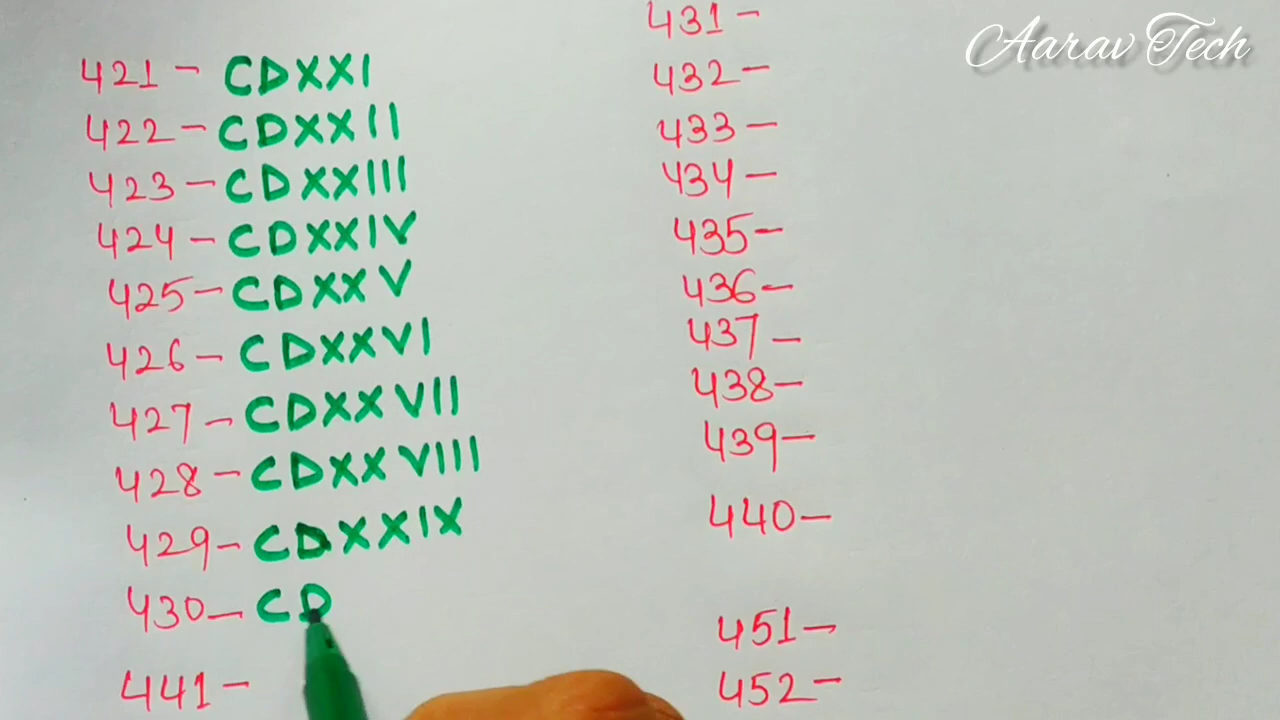 Aarav Tech
421 - CDXXI
422 - CDXXII
423 - CDXXIII
424 - CDXXIV
425 - CDXXV
426 - CDXXVI
427 - CDXXVII
428 - CDXXVIII
429 - CDXXIX
430 - CD
441 -
431 -
432 -
433 -
434 -
435 -
436 -
437 -
438 -
439 -
440 -
451 -
452 -